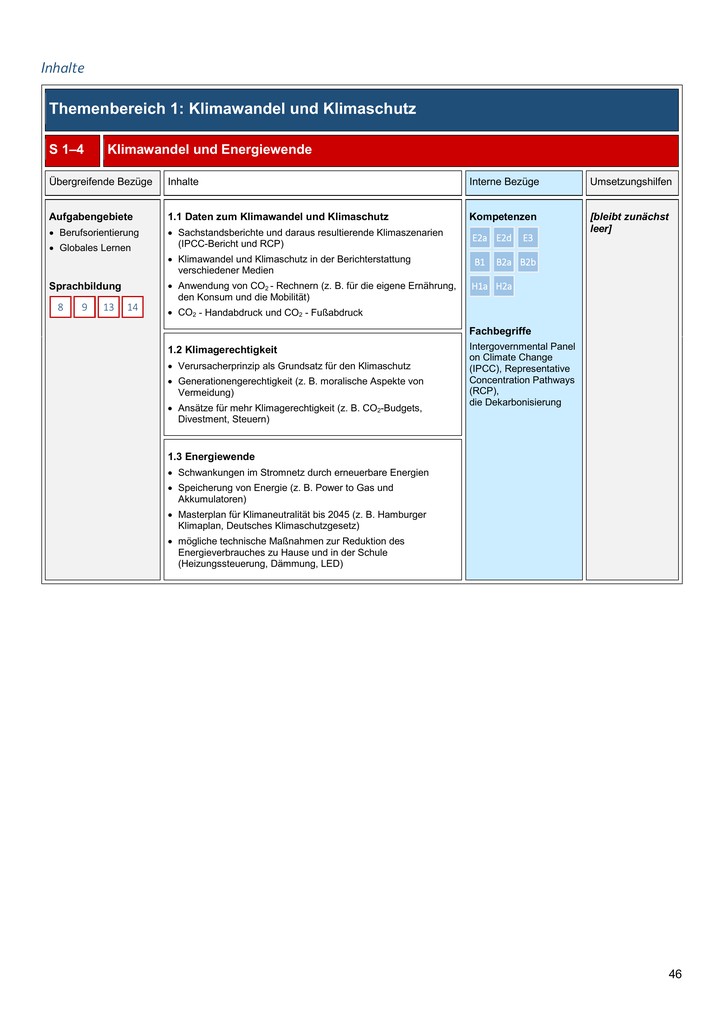 Inhalte
Themenbereich 1: Klimawandel und Klimaschutz
S 1–4 Klimawandel und Energiewende
Übergreifende Bezüge
Inhalte
Interne Bezüge
Umsetzungshilfen
Aufgabengebiete
• Berufsorientierung
• Globales Lernen
Sprachbildung
8 9 13 14
1.1 Daten zum Klimawandel und Klimaschutz
• Sachstandsberichte und daraus resultierende Klimaszenarien
(IPCC-Bericht und RCP)
• Klimawandel und Klimaschutz in der Berichterstattung
verschiedener Medien
• Anwendung von CO₂ - Rechnern (z. B. für die eigene Ernährung,
den Konsum und die Mobilität)
• CO₂ - Handabdruck und CO₂ - Fußabdruck
1.2 Klimagerechtigkeit
• Verursacherprinzip als Grundsatz für den Klimaschutz
• Generationengerechtigkeit (z. B. moralische Aspekte von
Vermeidung)
• Ansätze für mehr Klimagerechtigkeit (z. B. CO₂-Budgets,
Divestment, Steuern)
1.3 Energiewende
• Schwankungen im Stromnetz durch erneuerbare Energien
• Speicherung von Energie (z. B. Power to Gas und
Akkumulatoren)
• Masterplan für Klimaneutralität bis 2045 (z. B. Hamburger
Klimaplan, Deutsches Klimaschutzgesetz)
• mögliche technische Maßnahmen zur Reduktion des
Energieverbrauches zu Hause und in der Schule
(Heizungssteuerung, Dämmung, LED)
Kompetenzen
E2a E2d E3
B1 B2a B2b
H1a H2a
Fachbegriffe
Intergovernmental Panel
on Climate Change
(IPCC), Representative
Concentration Pathways
(RCP),
die Dekarbonisierung
[bleibt zunächst
leer]
46